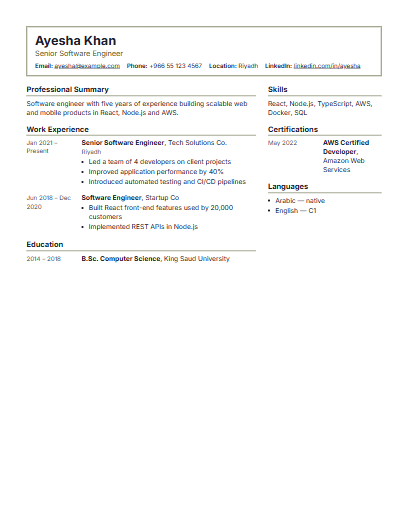 Ayesha Khan
Senior Software Engineer
Email: ayesha@example.com Phone: +966 55 123 4567 Location: Riyadh LinkedIn: linkedin.com/in/ayesha
Professional Summary
Software engineer with five years of experience building scalable web
and mobile products in React, Node.js and AWS.
Work Experience
Jan 2021 – Present
Senior Software Engineer, Tech Solutions Co.
Riyadh
• Led a team of 4 developers on client projects
• Improved application performance by 40%
• Introduced automated testing and CI/CD pipelines
Jun 2018 – Dec 2020
Software Engineer, Startup Co
• Built React front-end features used by 20,000
customers
• Implemented REST APIs in Node.js
Education
2014 – 2018
B.Sc. Computer Science, King Saud University
Skills
React, Node.js, TypeScript, AWS,
Docker, SQL
Certifications
May 2022
AWS Certified
Developer,
Amazon Web
Services
Languages
• Arabic — native
• English — C1